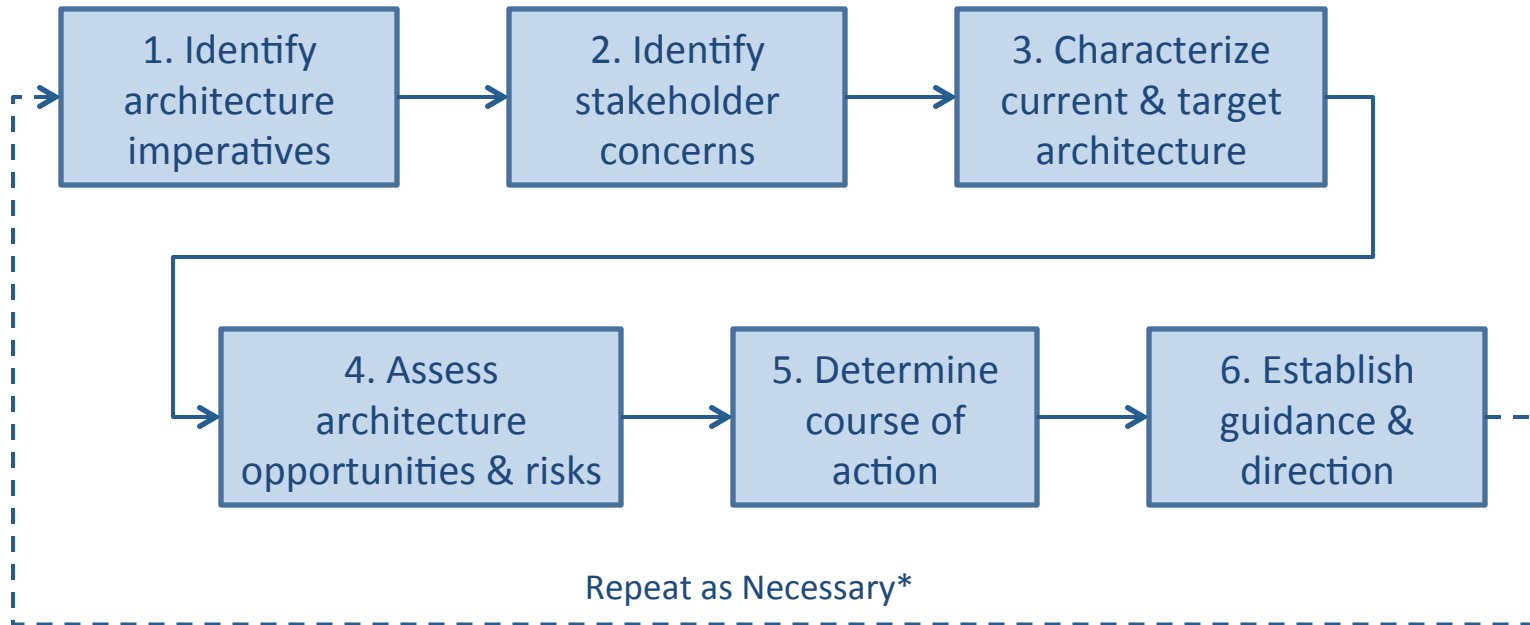 1. Identify
architecture
imperatives
2. Identify
stakeholder
concerns
3. Characterize
current & target
architecture
4. Assess
architecture
opportunities & risks
5. Determine
course of
action
6. Establish
guidance &
direction
Repeat as Necessary*